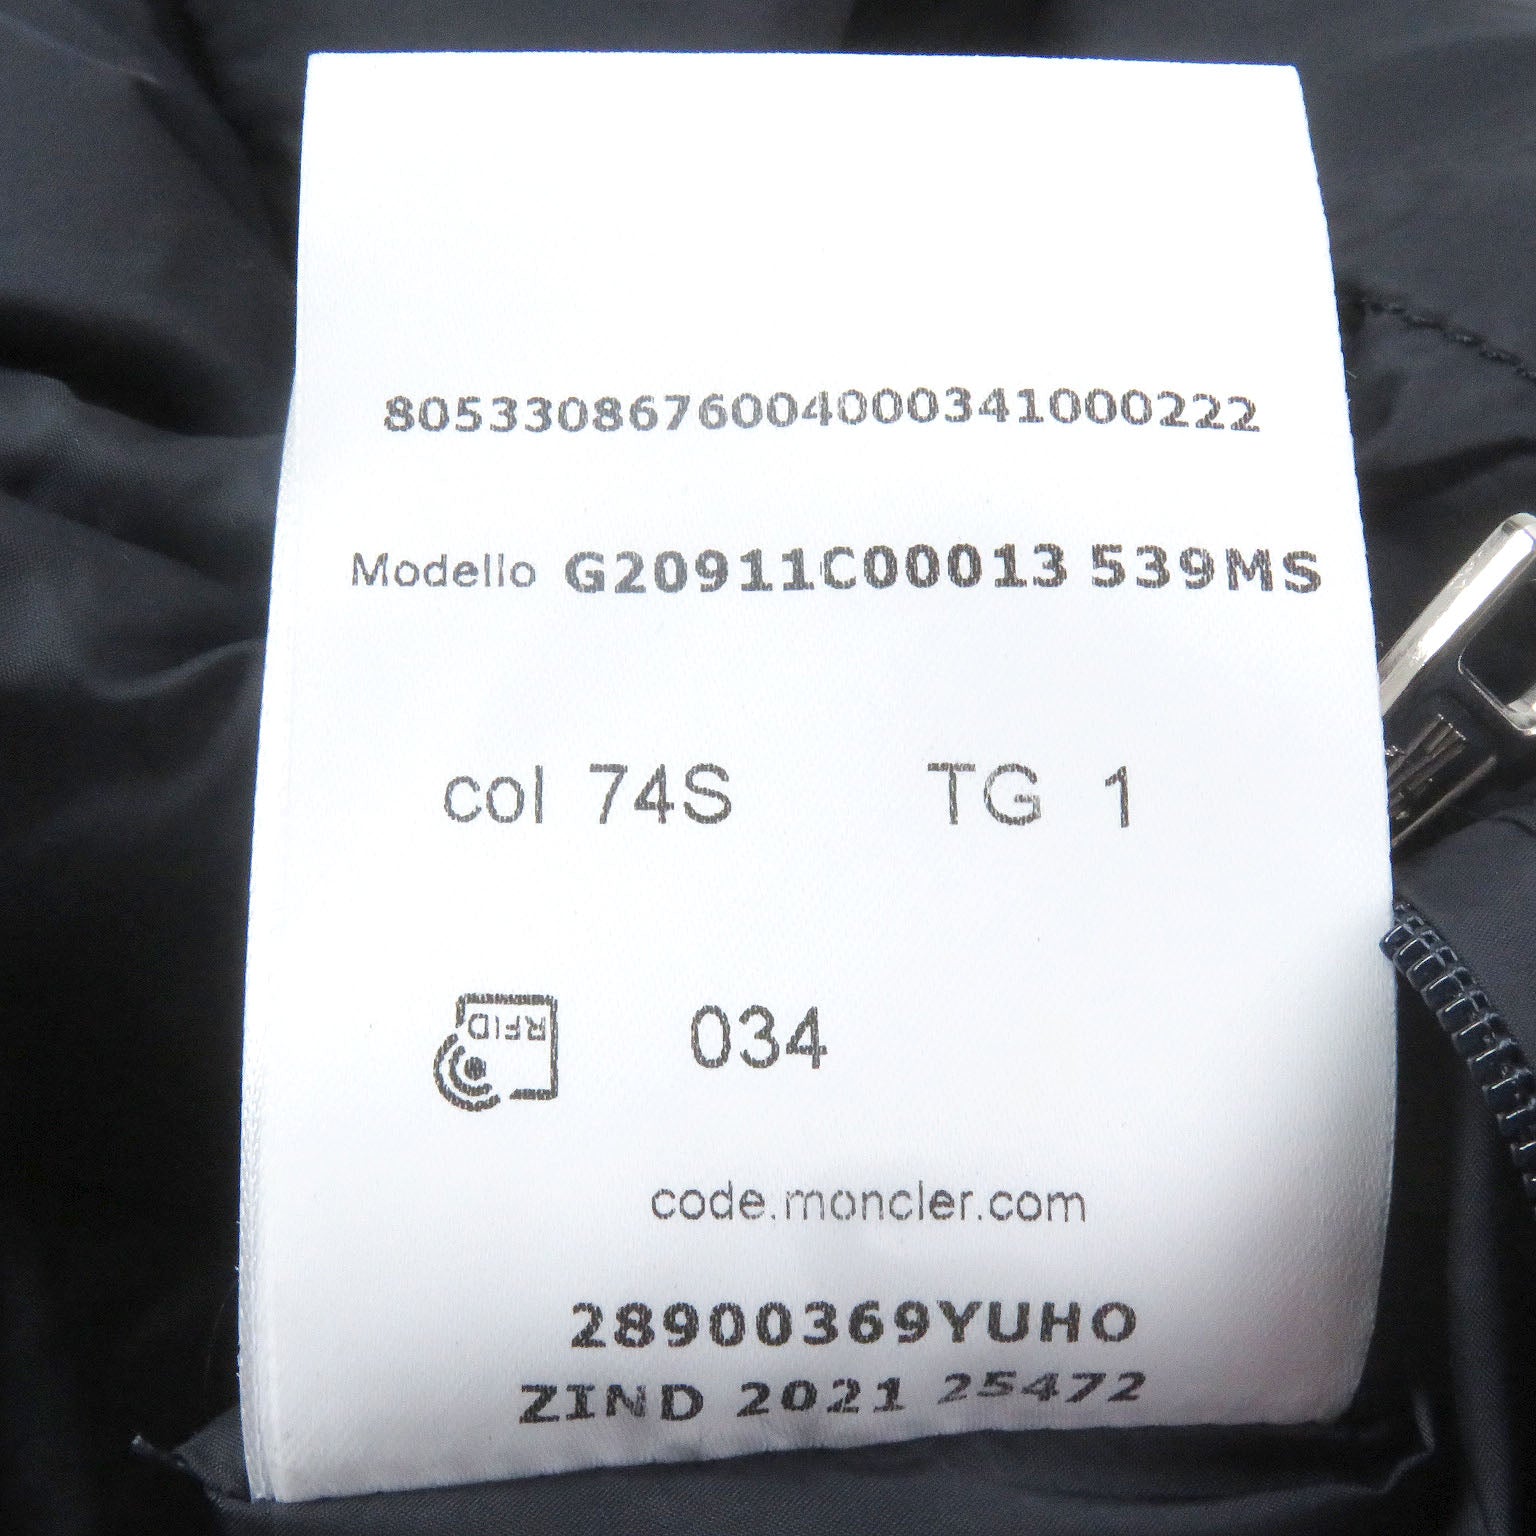 8053308676004000341000222
Modello G20911C00013 539MS
col 74S TG 1
RFID 034
code.moncler.com
28900369YUHO
ZIND 2021 25472